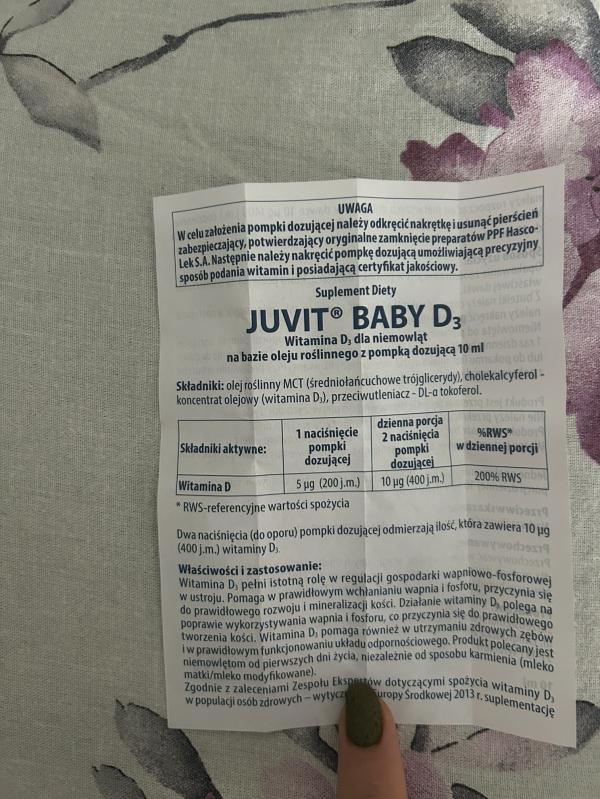 UWAGA
W celu założenia pompki dozującej należy odkręcić nakrętkę i usunąć pierścień
zabezpieczający, potwierdzający oryginalne zamknięcie preparatów PPF Hasco-
Lek S.A. Następnie należy nakręcić pompkę dozującą umożliwiającą precyzyjny
sposób podania witamin i posiadającą certyfikat jakościowy.
Suplement Diety
JUVIT® BABY D₃
Witamina D₃ dla niemowląt
na bazie oleju roślinnego z pompką dozującą 10 ml
Składniki: olej roślinny MCT (średniołańcuchowe trójglicerydy), cholekalcyferol -
koncentrat olejowy (witamina D₃), przeciwutleniacz - DL-α tokoferol.
Składniki aktywne: 1 naciśnięcie pompki dozującej dzienna porcja 2 naciśnięcia pompki dozującej %RWS* w dziennej porcji
Witamina D 5 µg (200 j.m.) 10 µg (400 j.m.) 200% RWS
* RWS-referencyjne wartości spożycia
Dwa naciśnięcia (do oporu) pompki dozującej odmierzają ilość, która zawiera 10 µg
(400 j.m.) witaminy D₃.
Właściwości i zastosowanie:
Witamina D₃ pełni istotną rolę w regulacji gospodarki wapniowo-fosforowej
w ustroju. Pomaga w prawidłowym wchłanianiu wapnia i fosforu, przyczynia się
do prawidłowego rozwoju i mineralizacji kości. Działanie witaminy D₃ polega na
poprawie wykorzystywania wapnia i fosforu, co przyczynia się do prawidłowego
tworzenia kości. Witamina D₃ pomaga również w utrzymaniu zdrowych zębów
i w prawidłowym funkcjonowaniu układu odpornościowego. Produkt polecany jest
niemowlętom od pierwszych dni życia, niezależnie od sposobu karmienia (mleko
matki/mleko modyfikowane).
Zgodnie z zaleceniami Zespołu Ekspertów dotyczącymi spożycia witaminy D₃
w populacji osób zdrowych – Europy Środkowej 2013 r. suplementację